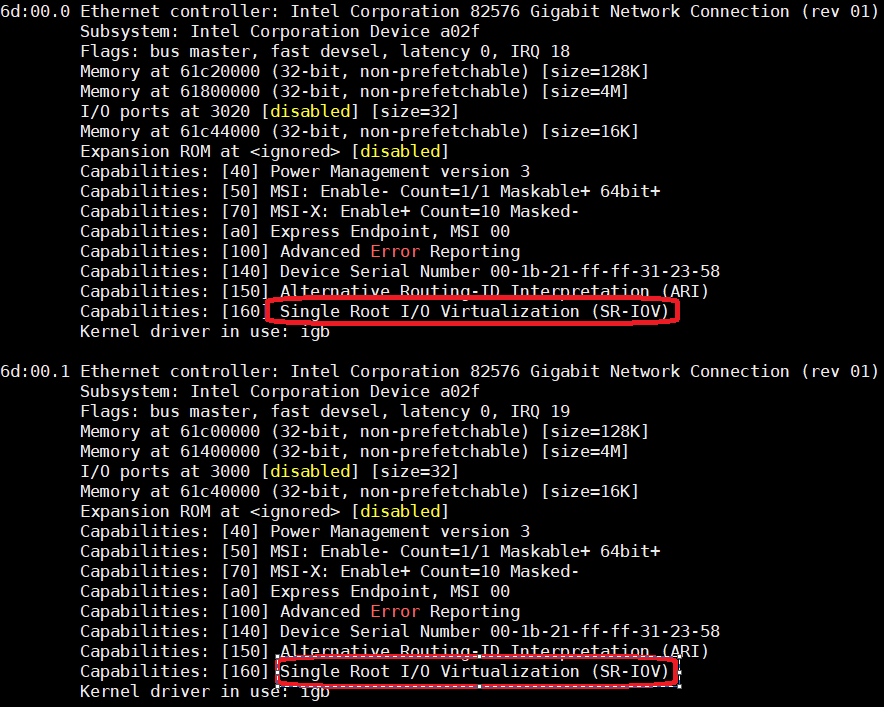 6d:00.0 Ethernet controller: Intel Corporation 82576 Gigabit Network Connection (rev 01)
Subsystem: Intel Corporation Device a02f
Flags: bus master, fast devsel, latency 0, IRQ 18
Memory at 61c20000 (32-bit, non-prefetchable) [size=128K]
Memory at 61800000 (32-bit, non-prefetchable) [size=4M]
I/O ports at 3020 [disabled] [size=32]
Memory at 61c44000 (32-bit, non-prefetchable) [size=16K]
Expansion ROM at <ignored> [disabled]
Capabilities: [40] Power Management version 3
Capabilities: [50] MSI: Enable- Count=1/1 Maskable+ 64bit+
Capabilities: [70] MSI-X: Enable+ Count=10 Masked-
Capabilities: [a0] Express Endpoint, MSI 00
Capabilities: [100] Advanced Error Reporting
Capabilities: [140] Device Serial Number 00-1b-21-ff-ff-31-23-58
Capabilities: [150] Alternative Routing-ID Interpretation (ARI)
Capabilities: [160] Single Root I/O Virtualization (SR-IOV)
Kernel driver in use: igb
6d:00.1 Ethernet controller: Intel Corporation 82576 Gigabit Network Connection (rev 01)
Subsystem: Intel Corporation Device a02f
Flags: bus master, fast devsel, latency 0, IRQ 19
Memory at 61c00000 (32-bit, non-prefetchable) [size=128K]
Memory at 61400000 (32-bit, non-prefetchable) [size=4M]
I/O ports at 3000 [disabled] [size=32]
Memory at 61c40000 (32-bit, non-prefetchable) [size=16K]
Expansion ROM at <ignored> [disabled]
Capabilities: [40] Power Management version 3
Capabilities: [50] MSI: Enable- Count=1/1 Maskable+ 64bit+
Capabilities: [70] MSI-X: Enable+ Count=10 Masked-
Capabilities: [a0] Express Endpoint, MSI 00
Capabilities: [100] Advanced Error Reporting
Capabilities: [140] Device Serial Number 00-1b-21-ff-ff-31-23-58
Capabilities: [150] Alternative Routing-ID Interpretation (ARI)
Capabilities: [160] Single Root I/O Virtualization (SR-IOV)
Kernel driver in use: igb